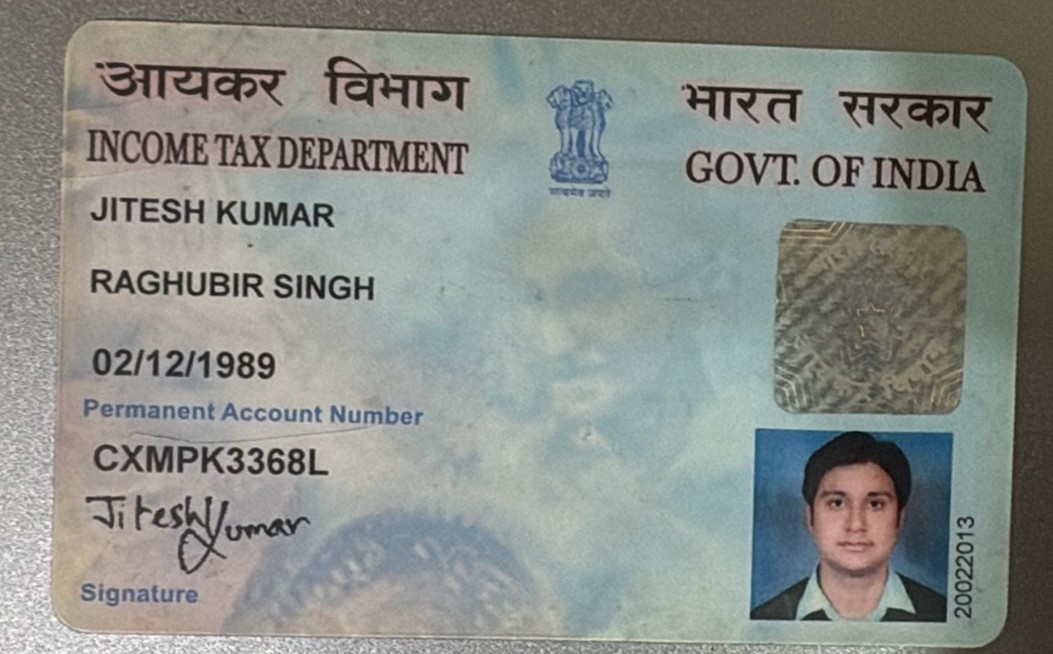 आयकर विभाग
INCOME TAX DEPARTMENT
भारत सरकार
GOVT. OF INDIA
सत्यमेव जयते
JITESH KUMAR
RAGHUBIR SINGH
02/12/1989
Permanent Account Number
CXMPK3368L
Jitesh Kumar
Signature
20022013